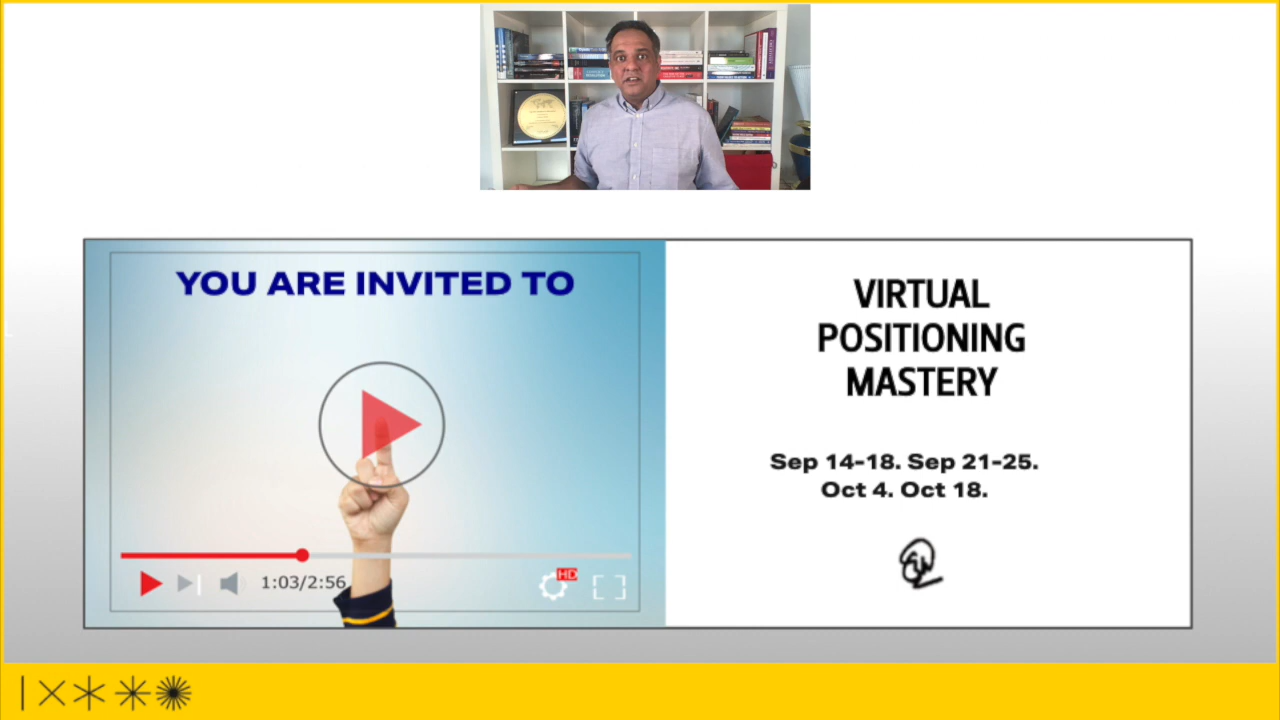 YOU ARE INVITED TO
1:03/2:56
HD
VIRTUAL
POSITIONING
MASTERY
Sep 14-18. Sep 21-25.
Oct 4. Oct 18.